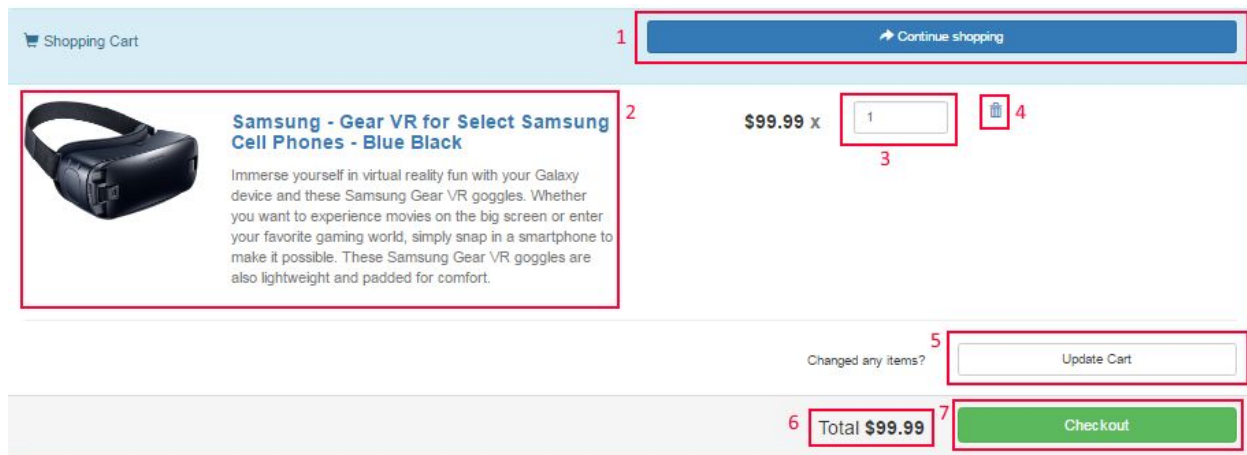 Shopping Cart
1
Continue shopping
Samsung - Gear VR for Select Samsung
Cell Phones - Blue Black
Immerse yourself in virtual reality fun with your Galaxy
device and these Samsung Gear VR goggles. Whether
you want to experience movies on the big screen or enter
your favorite gaming world, simply snap in a smartphone to
make it possible. These Samsung Gear VR goggles are
also lightweight and padded for comfort.
2
$99.99 x
1
3
4
Changed any items?
5
Update Cart
6
Total $99.99
7
Checkout